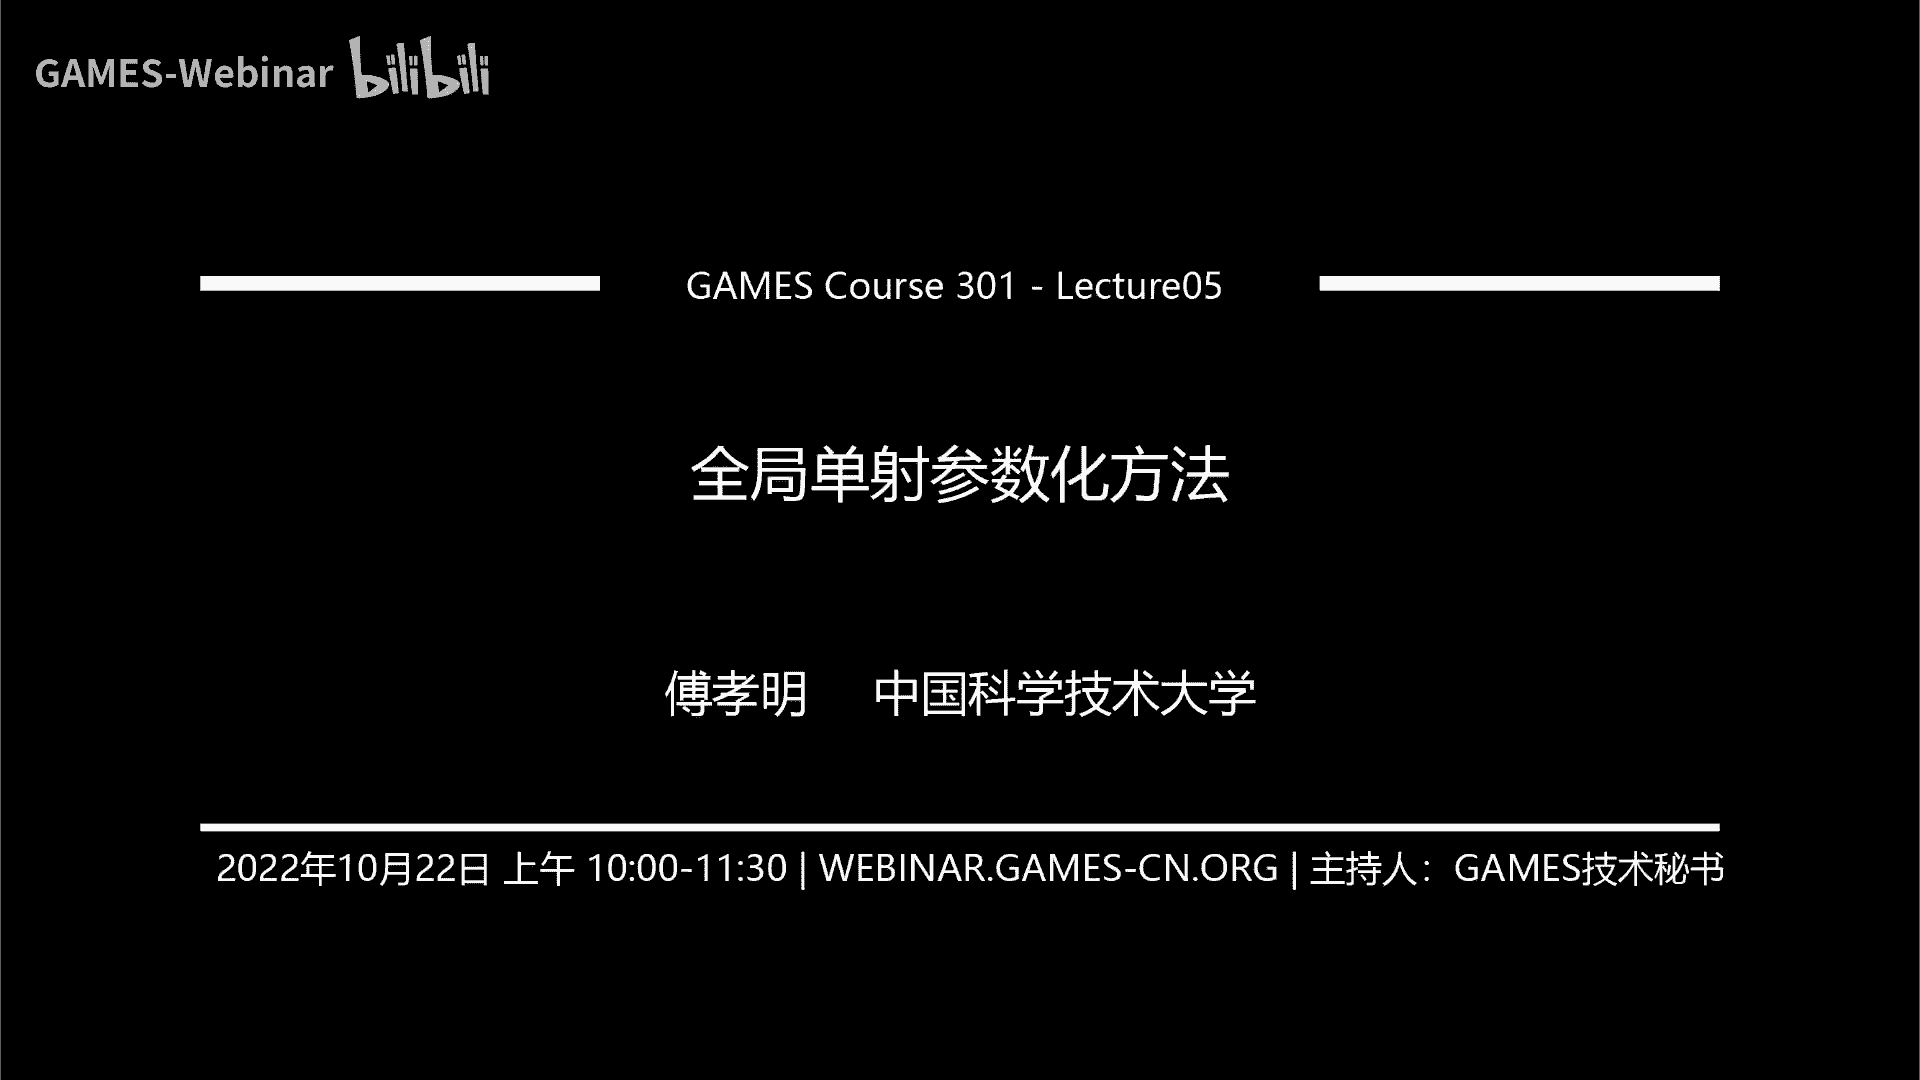 GAMES-Webinar bilibili
GAMES Course 301 - Lecture05
全局单射参数化方法
傅孝明 中国科学技术大学
2022年10月22日 上午 10:00-11:30 | WEBINAR.GAMES-CN.ORG | 主持人：GAMES技术秘书